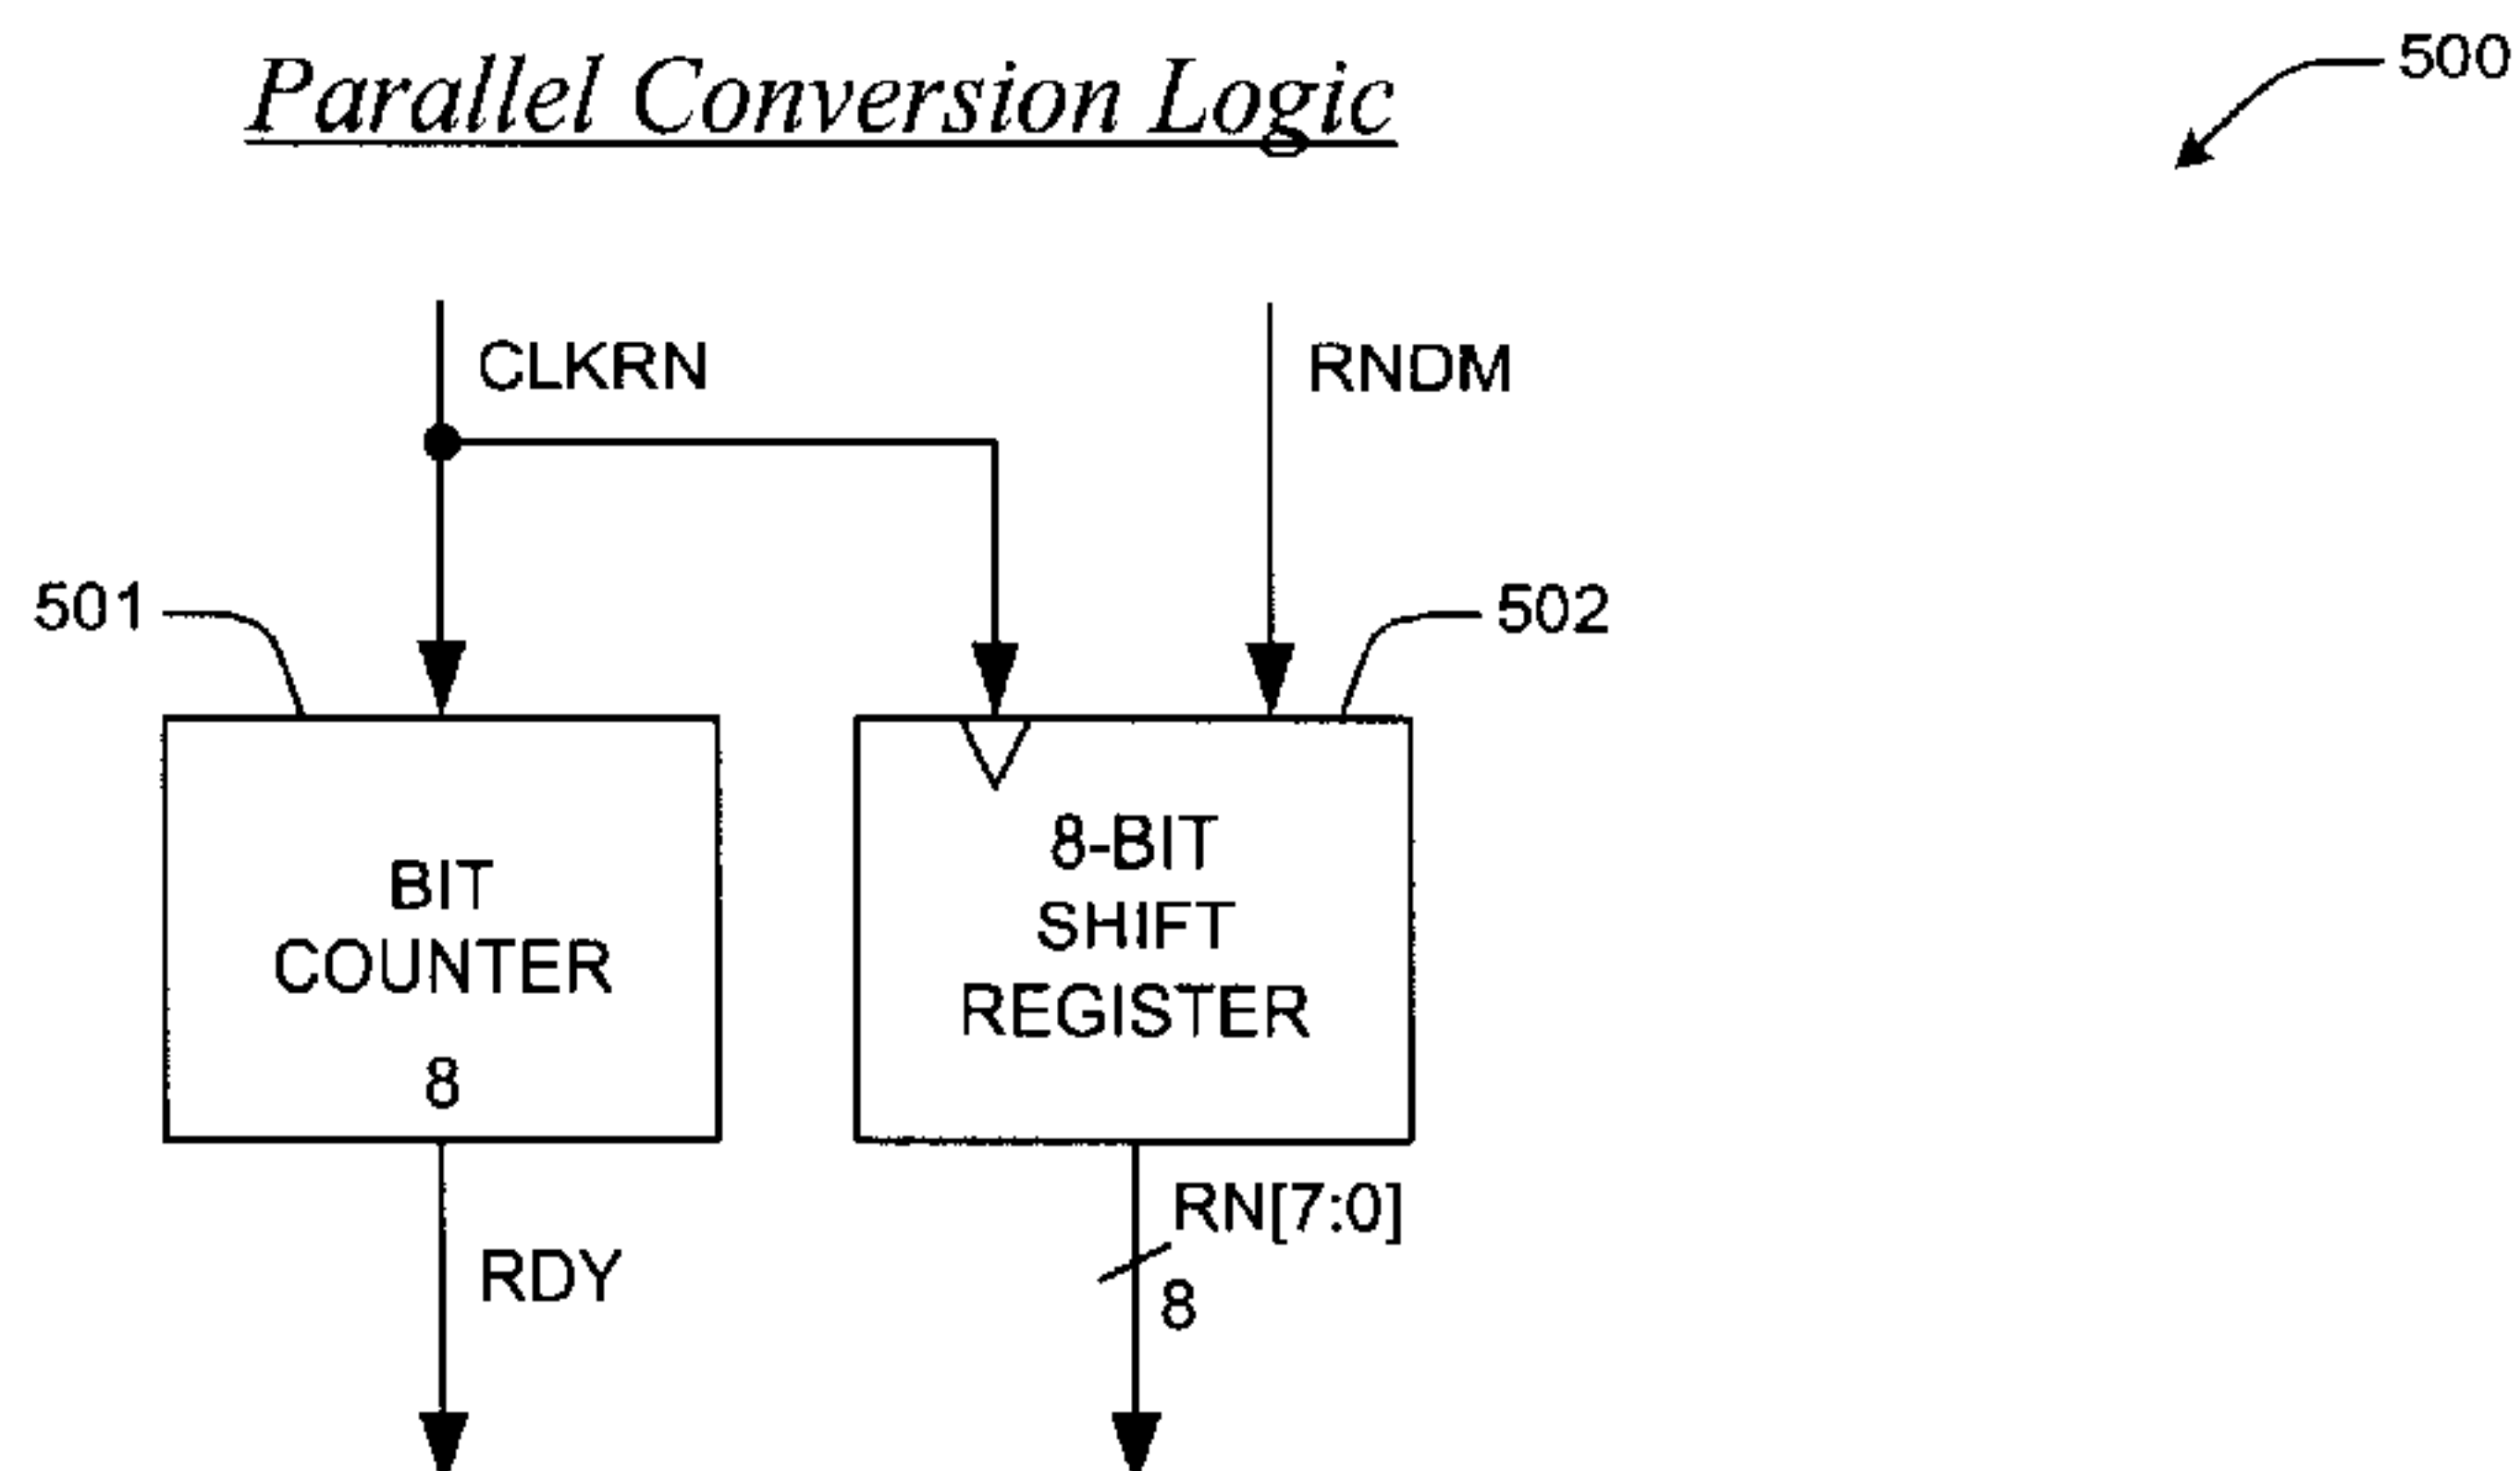 Parallel Conversion Logic
500
CLKRN
RNDM
501
502
BIT
COUNTER
8
8-BIT
SHIFT
REGISTER
RDY
RN[7:0]
8